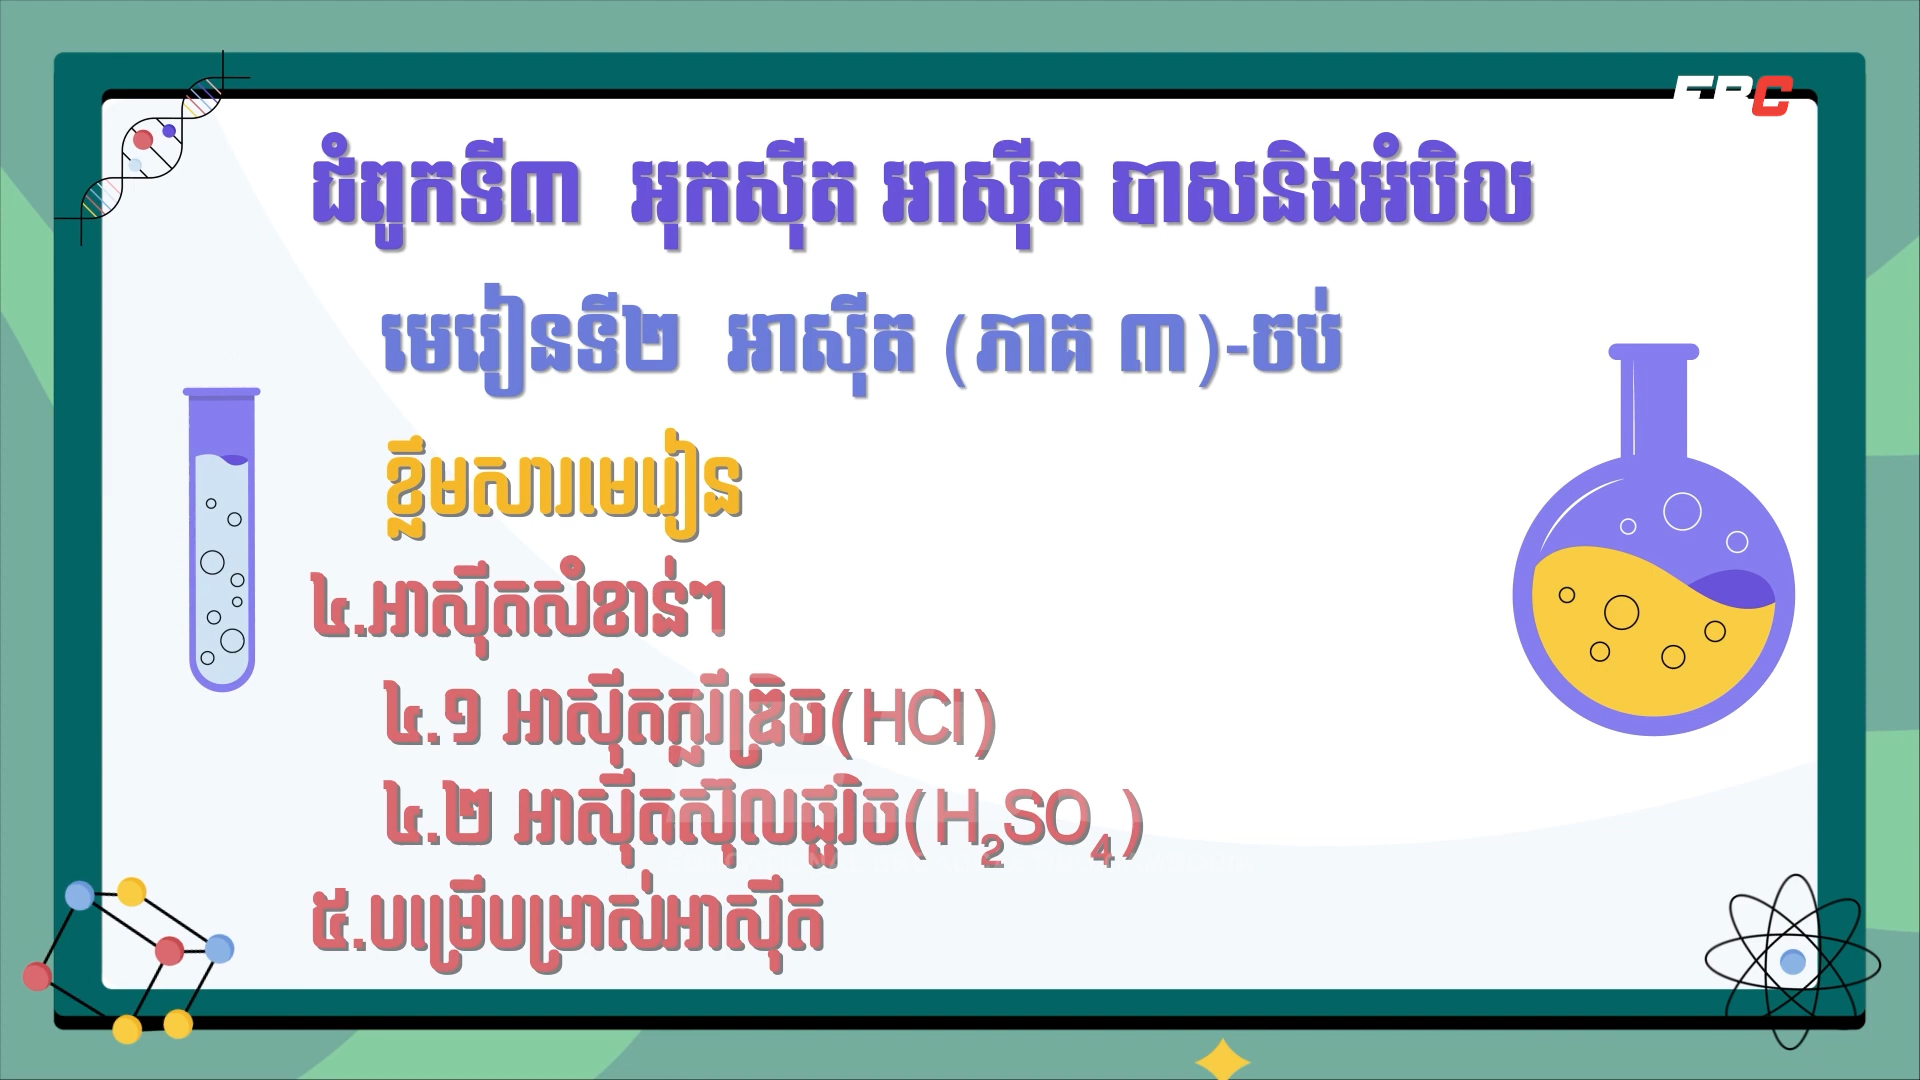 ជំពូកទី៣ អុកស៊ីត អាស៊ីត បាសនិងអំបិល
មេរៀនទី២ អាស៊ីត (ភាគ ៣)-ចប់
ខ្លឹមសារមេរៀន
៤.អាស៊ីតសំខាន់ៗ
៤.១ អាស៊ីតក្លរីឌ្រិច(HCl)
៤.២ អាស៊ីតស៊ុលផួរិច(H₂SO₄)
៥.បម្រើបម្រាស់អាស៊ីត